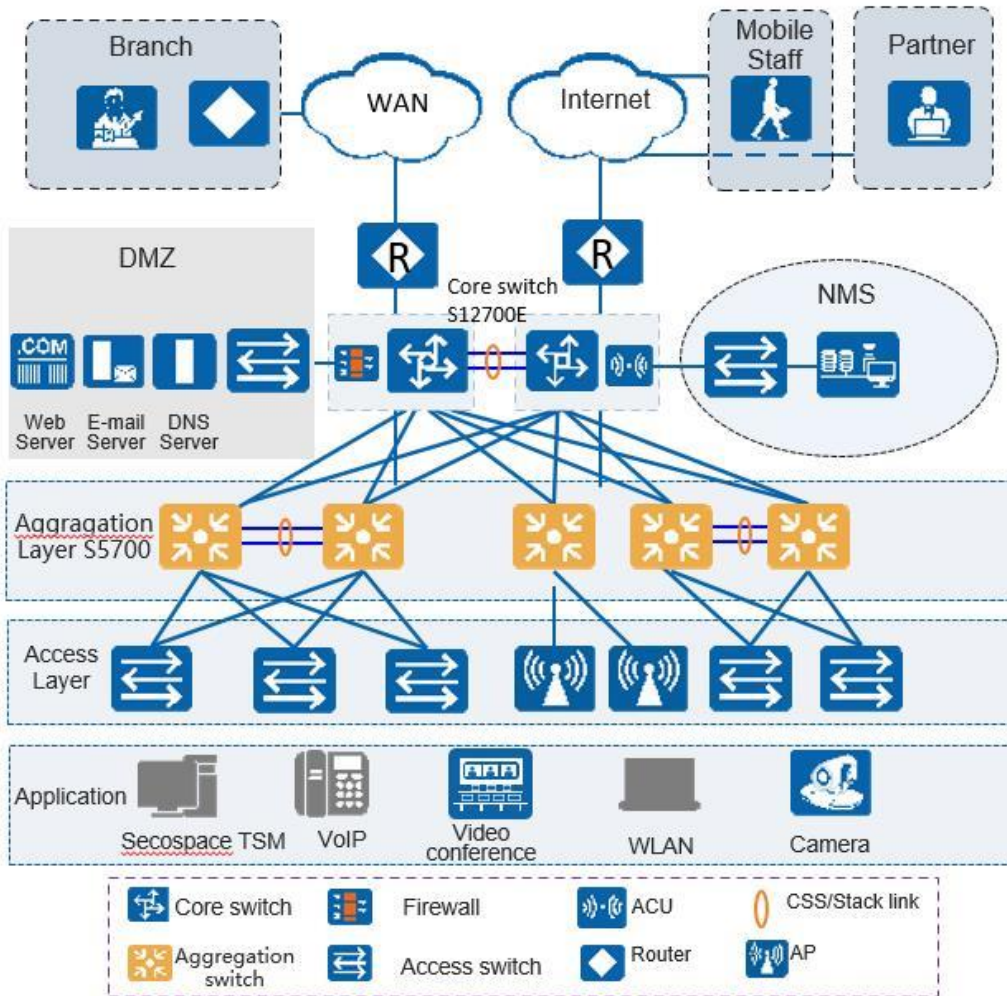 Branch
WAN
Internet
Mobile
Staff
Partner
DMZ
R
R
Core switch
S12700E
NMS
.COM
Web
Server
E-mail
Server
DNS
Server
Aggragation
Layer S5700
Access
Layer
Application
Secospace TSM
VoIP
Video
conference
WLAN
Camera
Core switch
Firewall
ACU
CSS/Stack link
Aggregation
switch
Access switch
Router
AP